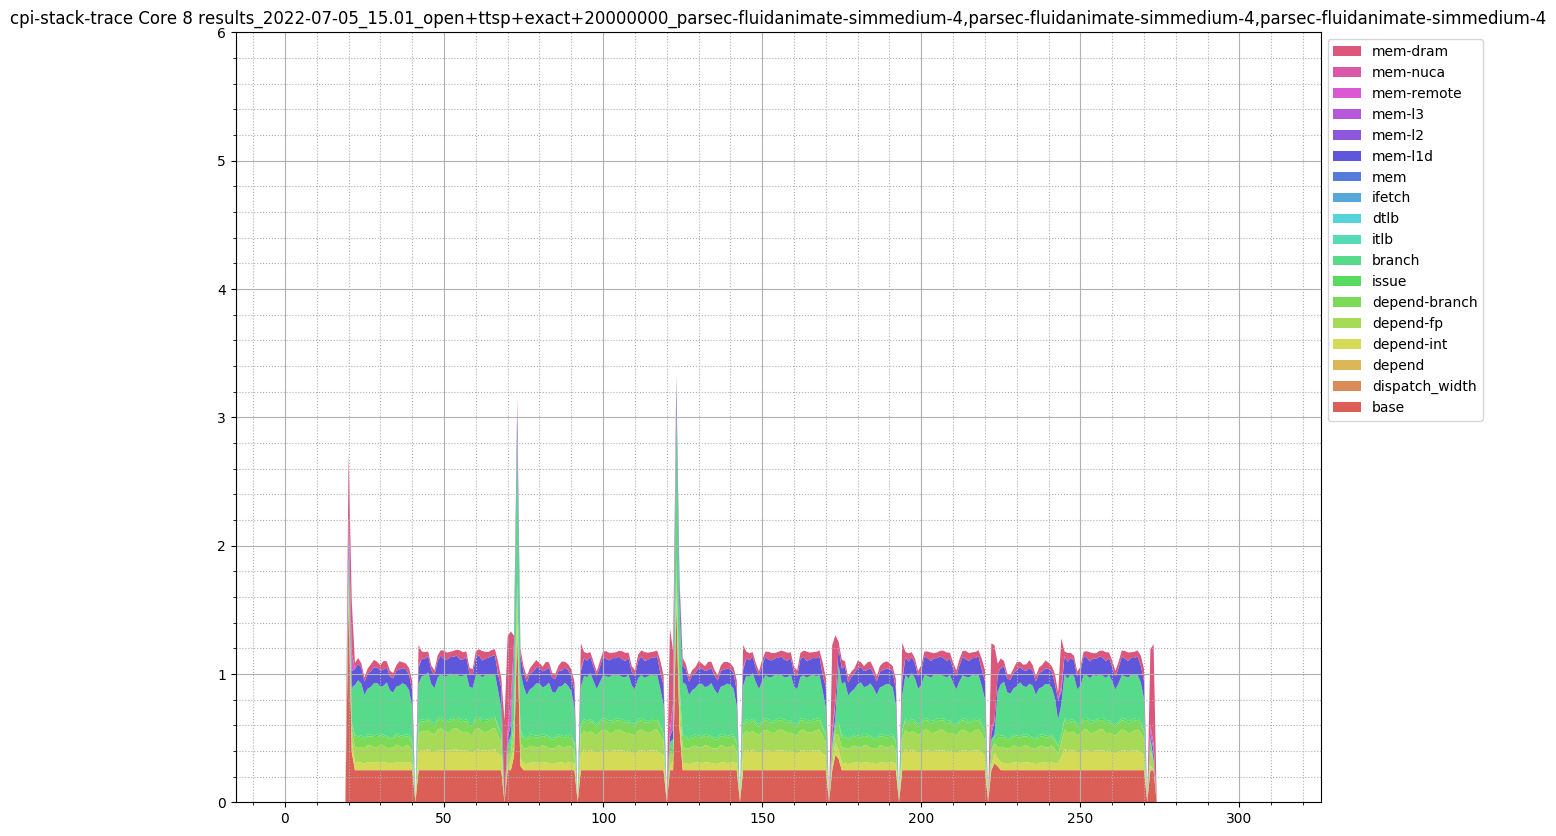 cpi-stack-trace Core 8 results_2022-07-05_15.01_open+ttsp+exact+20000000_parsec-fluidanimate-simmedium-4,parsec-fluidanimate-simmedium-4,parsec-fluidanimate-simmedium-4
6
5
4
3
2
1
0
0 50 100 150 200 250 300
mem-dram
mem-nuca
mem-remote
mem-l3
mem-l2
mem-l1d
mem
ifetch
dtlb
itlb
branch
issue
depend-branch
depend-fp
depend-int
depend
dispatch_width
base